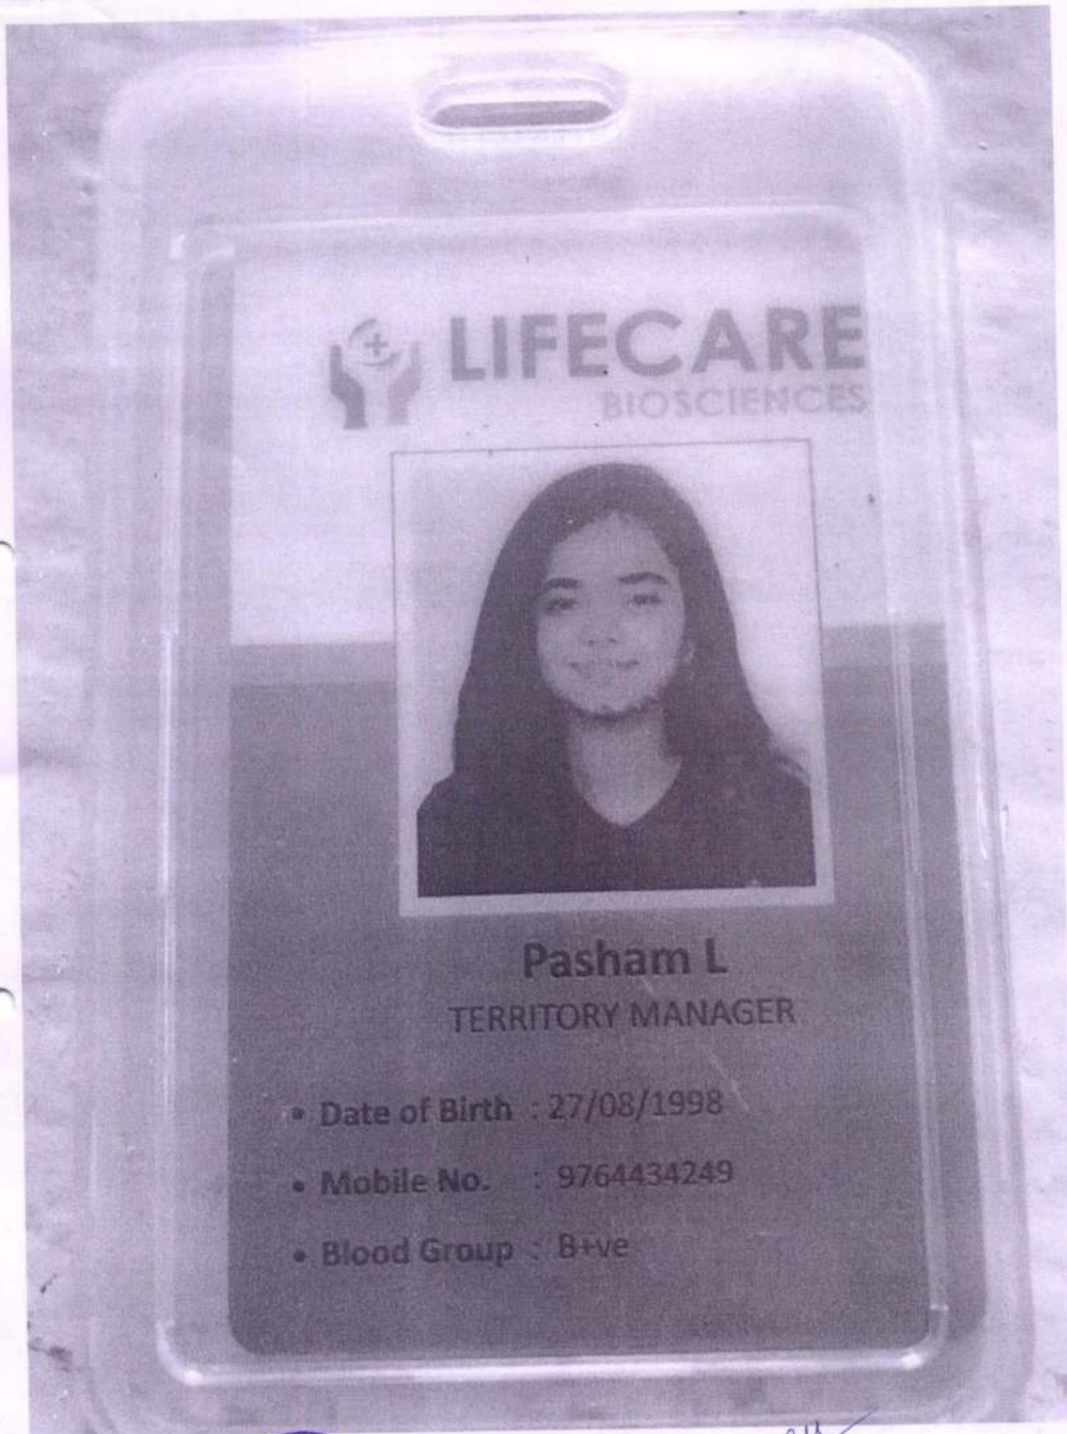 LIFECARE
BIOSCIENCES
Pasham L
TERRITORY MANAGER
• Date of Birth : 27/08/1998
• Mobile No. : 9764434249
• Blood Group : B+ve